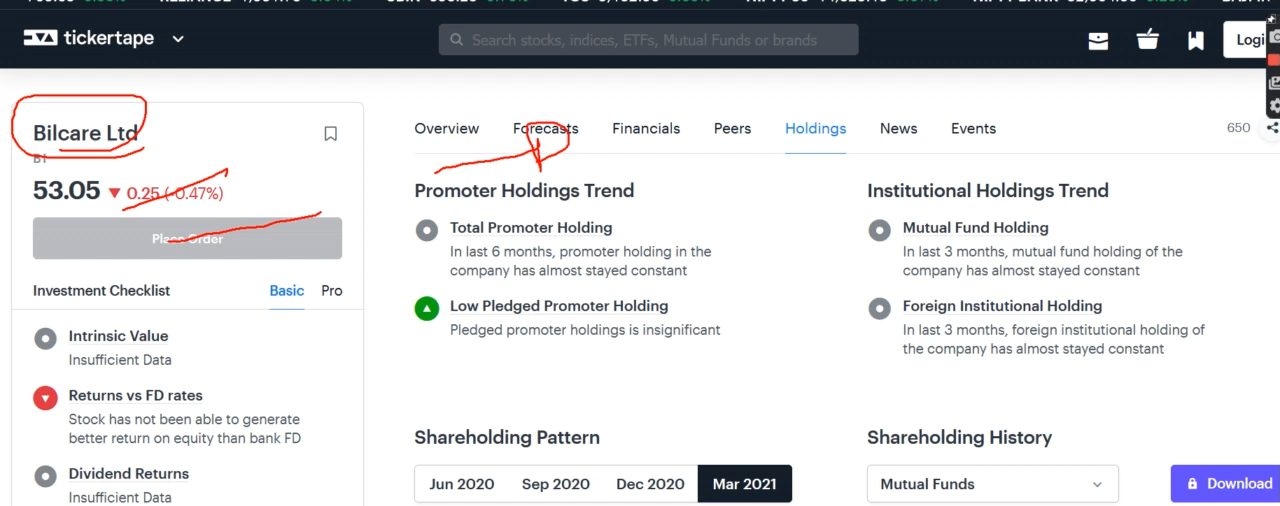 tickertape
Search stocks, indices, ETFs, Mutual Funds or brands
Bilcare Ltd
53.05 0.25 (-0.47%)
Place Order
Investment Checklist Basic Pro
Intrinsic Value
Insufficient Data
Returns vs FD rates
Stock has not been able to generate
better return on equity than bank FD
Dividend Returns
Insufficient Data
Overview Forecasts Financials Peers Holdings News Events 650
Promoter Holdings Trend
Total Promoter Holding
In last 6 months, promoter holding in the
company has almost stayed constant
Low Pledged Promoter Holding
Pledged promoter holdings is insignificant
Institutional Holdings Trend
Mutual Fund Holding
In last 3 months, mutual fund holding of the
company has almost stayed constant
Foreign Institutional Holding
In last 3 months, foreign institutional holding of
the company has almost stayed constant
Shareholding Pattern
Jun 2020 Sep 2020 Dec 2020 Mar 2021
Shareholding History
Mutual Funds
Download